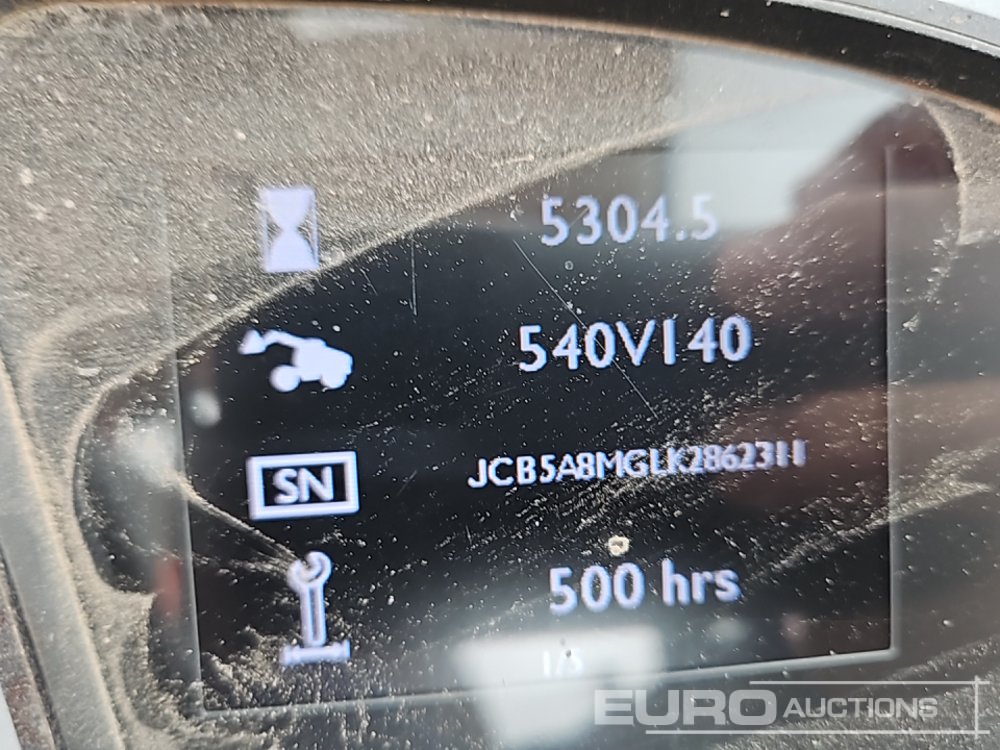 5304.5
540V140
SN JCB5A8MGLK2862311
500 hrs
1/5
EURO AUCTIONS